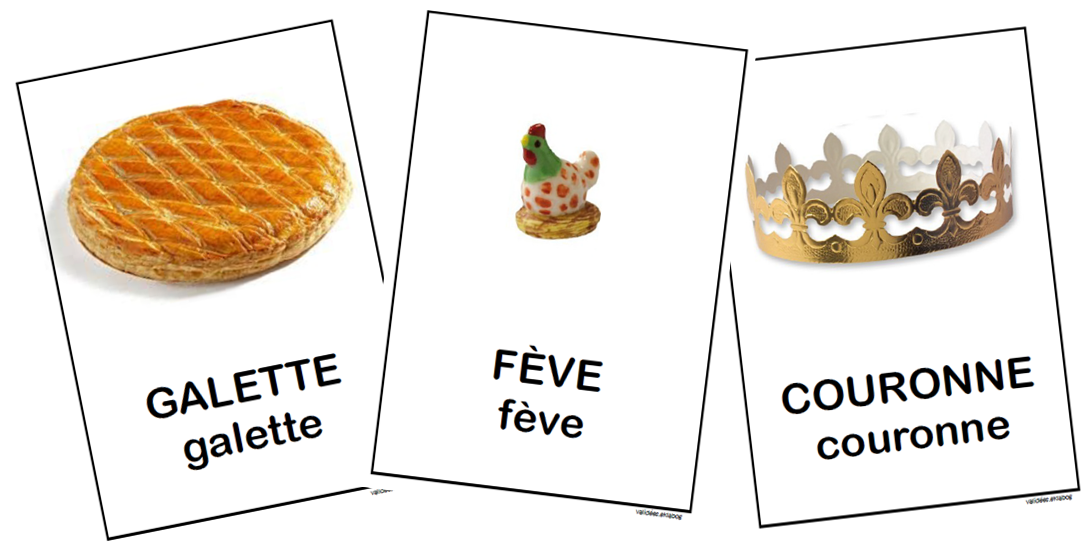 GALETTE
galette
FÈVE
fève
COURONNE
couronne